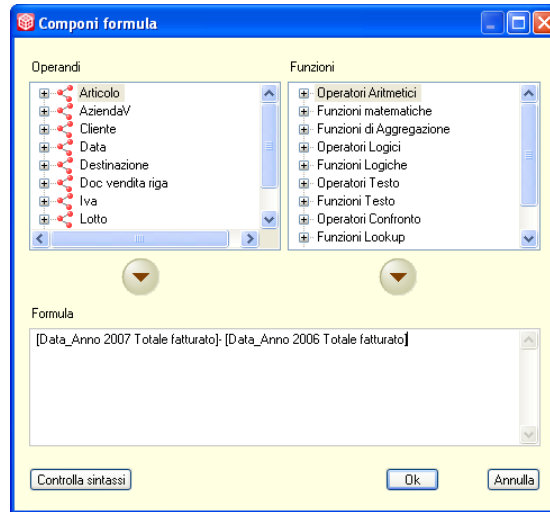 Componi formula
Operandi
Articolo
AziendaV
Cliente
Data
Destinazione
Doc vendita riga
Iva
Lotto
Funzioni
Operatori Aritmetici
Funzioni matematiche
Funzioni di Aggregazione
Operatori Logici
Funzioni Logiche
Operatori Testo
Funzioni Testo
Operatori Confronto
Funzioni Lookup
Formula
[Data_Anno 2007 Totale fatturato]- [Data_Anno 2006 Totale fatturato]
Controlla sintassi
Ok
Annulla